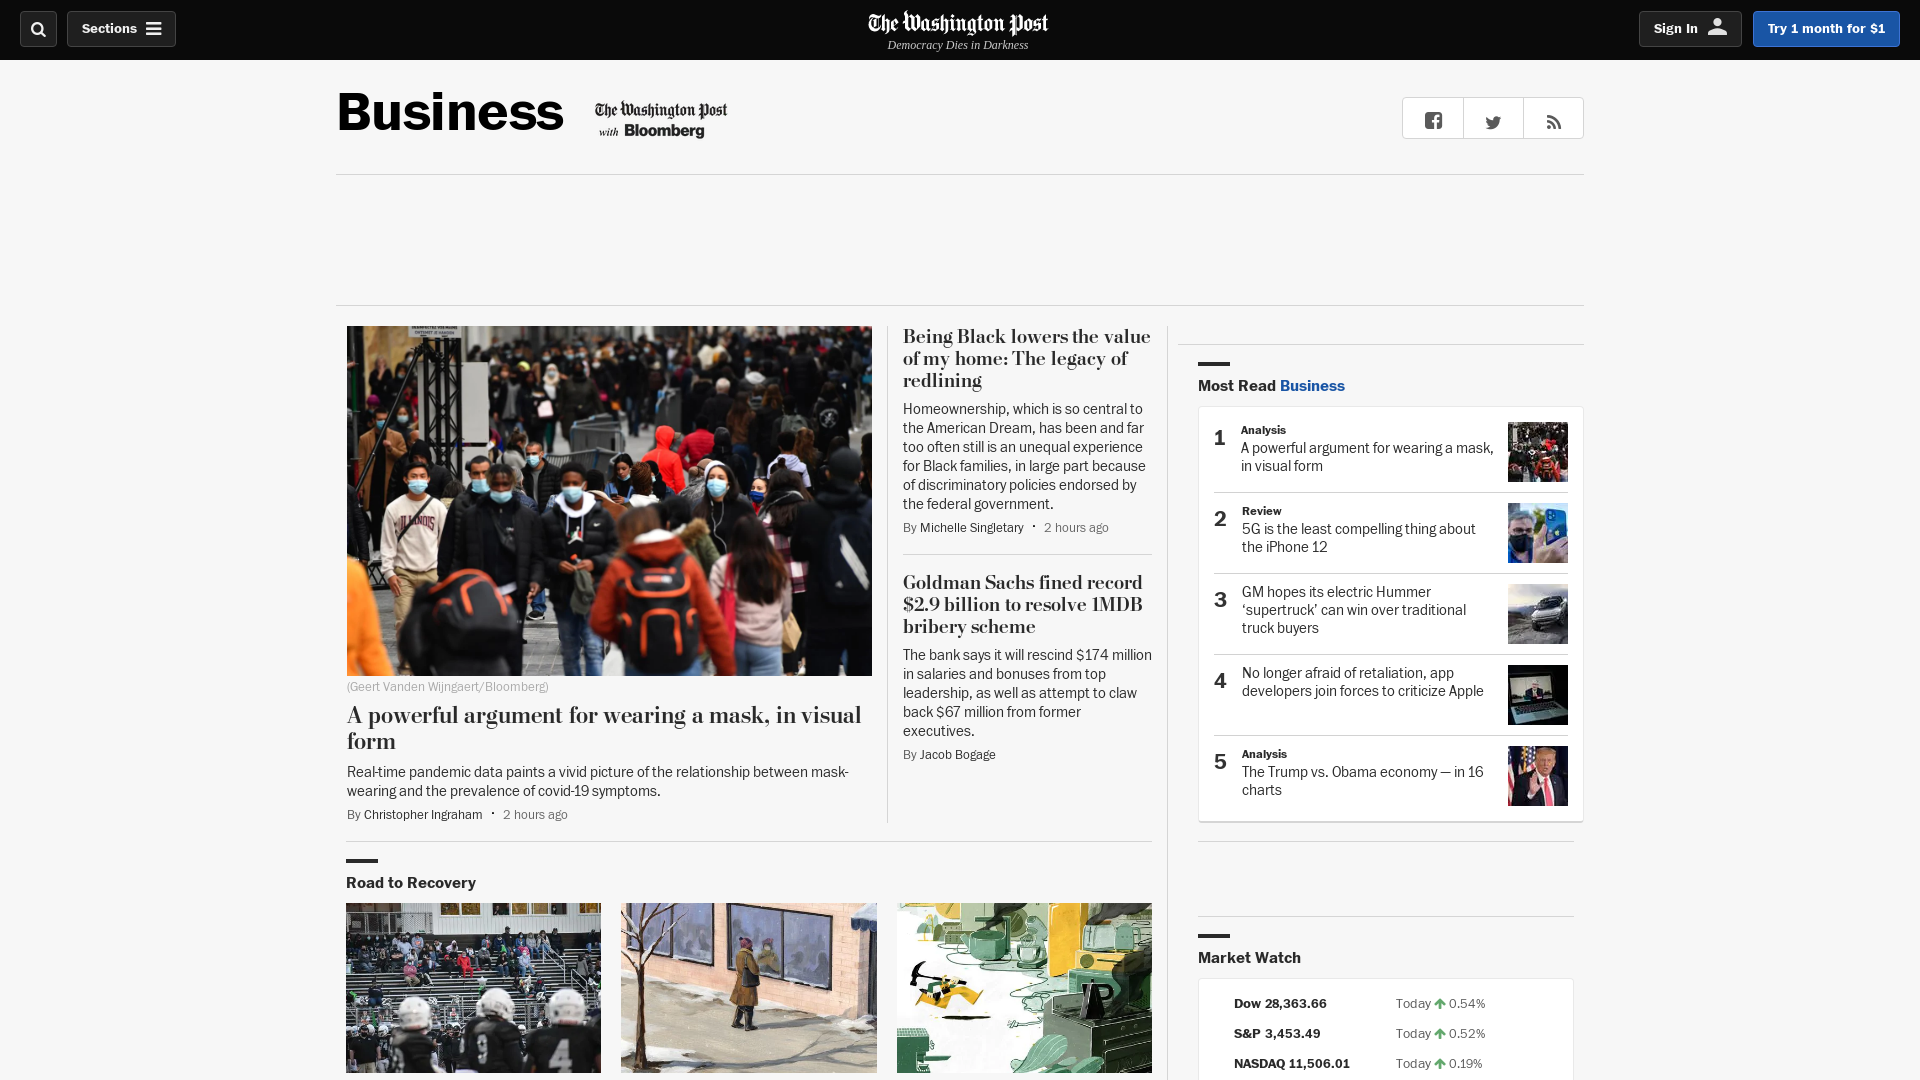 Sections
The Washington Post
Democracy Dies in Darkness
Sign In
Try 1 month for $1
Business
The Washington Post
with Bloomberg
(Geert Vanden Wijngaert/Bloomberg)
A powerful argument for wearing a mask, in visual
form
Real-time pandemic data paints a vivid picture of the relationship between mask-
wearing and the prevalence of covid-19 symptoms.
By Christopher Ingraham • 2 hours ago
Being Black lowers the value
of my home: The legacy of
redlining
Homeownership, which is so central to
the American Dream, has been and far
too often still is an unequal experience
for Black families, in large part because
of discriminatory policies endorsed by
the federal government.
By Michelle Singletary • 2 hours ago
Goldman Sachs fined record
$2.9 billion to resolve 1MDB
bribery scheme
The bank says it will rescind $174 million
in salaries and bonuses from top
leadership, as well as attempt to claw
back $67 million from former
executives.
By Jacob Bogage
Most Read Business
1 Analysis
A powerful argument for wearing a mask,
in visual form
2 Review
5G is the least compelling thing about
the iPhone 12
3 GM hopes its electric Hummer
‘supertruck’ can win over traditional
truck buyers
4 No longer afraid of retaliation, app
developers join forces to criticize Apple
5 Analysis
The Trump vs. Obama economy — in 16
charts
Road to Recovery
Market Watch
Dow 28,363.66 Today 0.54%
S&P 3,453.49 Today 0.52%
NASDAQ 11,506.01 Today 0.19%
ILLINOIS
4